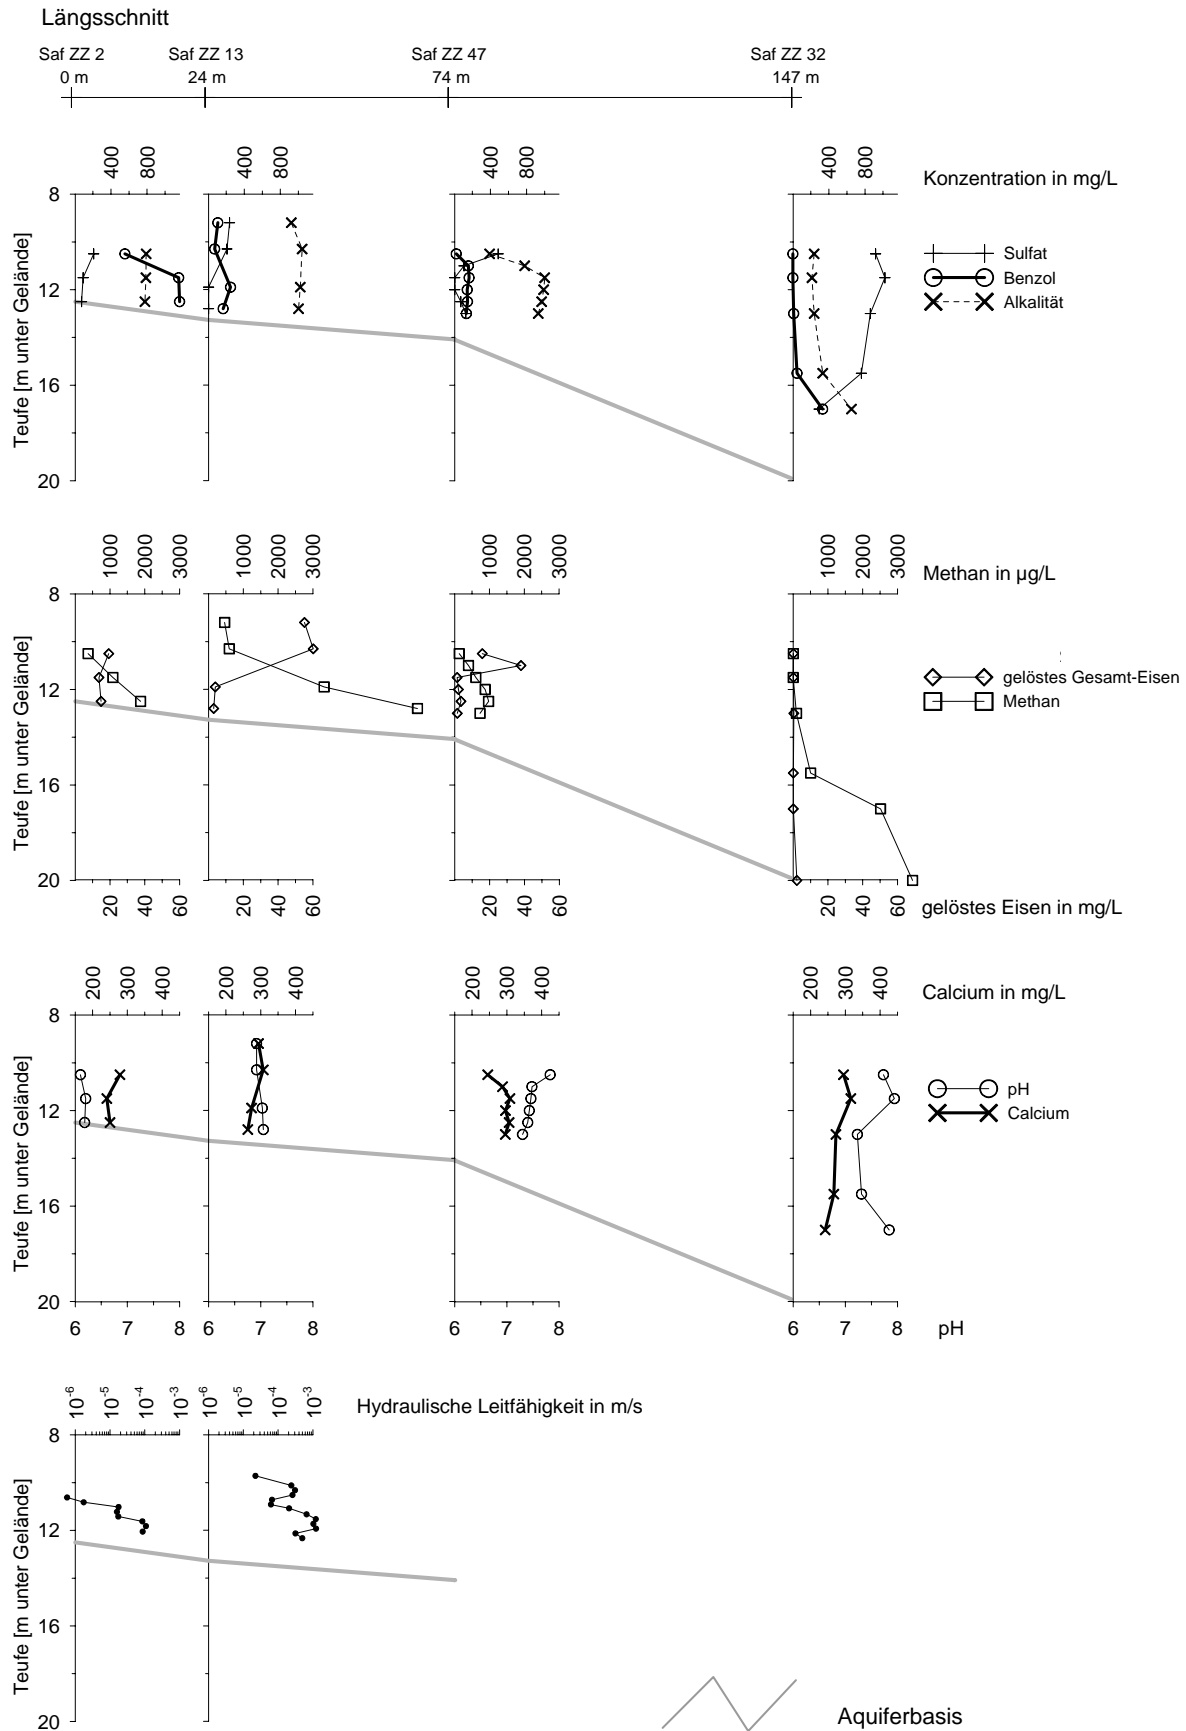 Längsschnitt
Saf ZZ 2 Saf ZZ 13 Saf ZZ 47 Saf ZZ 32
0 m 24 m 74 m 147 m
400 800 400 800 400 800 400 800
Konzentration in mg/L
8
12
16
20
Teufe [m unter Gelände]
Sulfat
Benzol
Alkalität
1000 2000 3000 1000 2000 3000 1000 2000 3000 1000 2000 3000
Methan in µg/L
8
12
16
20
Teufe [m unter Gelände]
gelöstes Gesamt-Eisen
Methan
20 40 60 20 40 60 20 40 60 20 40 60
gelöstes Eisen in mg/L
200 300 400 200 300 400 200 300 400 200 300 400
Calcium in mg/L
8
12
16
20
Teufe [m unter Gelände]
pH
Calcium
6 7 8 6 7 8 6 7 8 6 7 8 pH
10⁻⁶ 10⁻⁵ 10⁻⁴ 10⁻³ 10⁻⁶ 10⁻⁵ 10⁻⁴ 10⁻³
Hydraulische Leitfähigkeit in m/s
8
12
16
20
Teufe [m unter Gelände]
Aquiferbasis